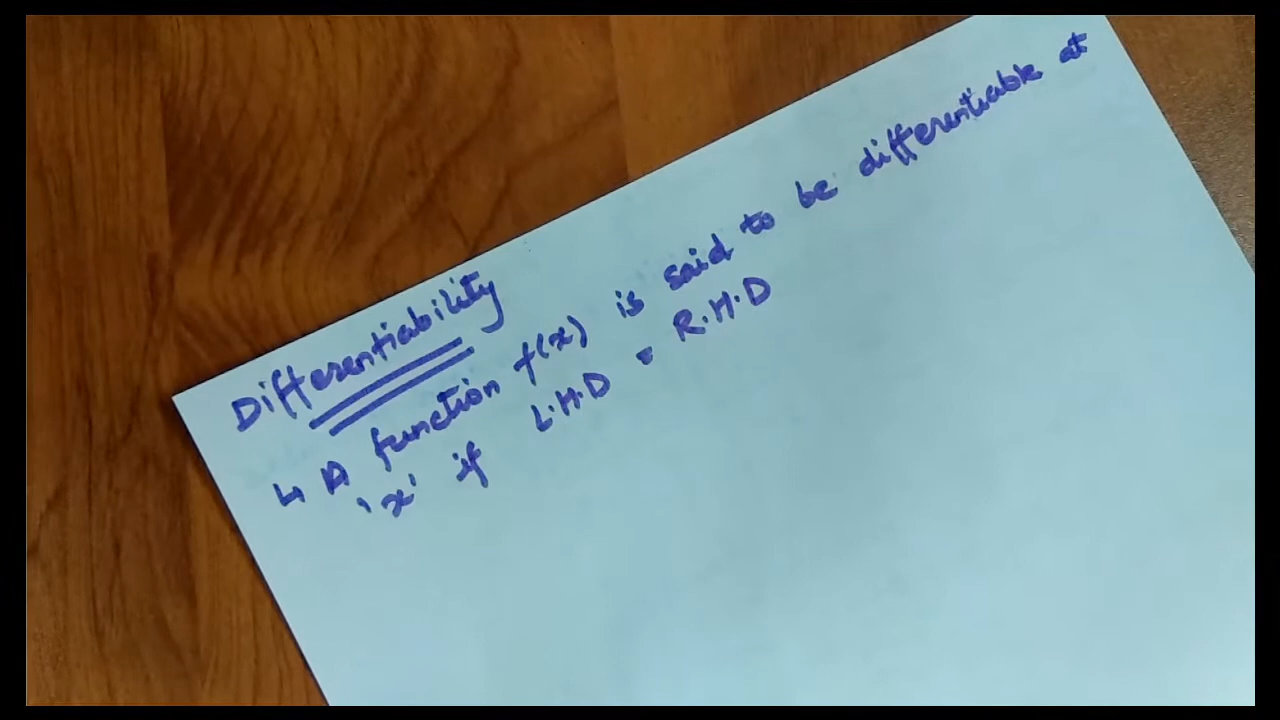 Differentiability
↳ A function f(x) is said to be differentiable at
'x' if L.H.D = R.H.D